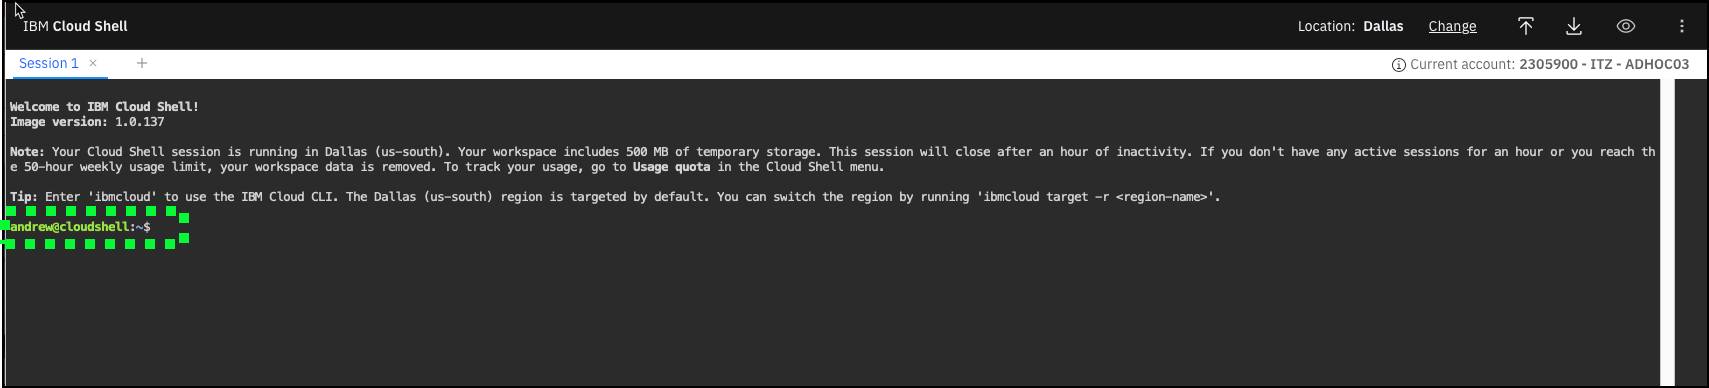 IBM Cloud Shell
Location: Dallas Change
Session 1 × +
Current account: 2305900 - ITZ - ADHOC03
Welcome to IBM Cloud Shell!
Image version: 1.0.137
Note: Your Cloud Shell session is running in Dallas (us-south). Your workspace includes 500 MB of temporary storage. This session will close after an hour of inactivity. If you don't have any active sessions for an hour or you reach th
e 50-hour weekly usage limit, your workspace data is removed. To track your usage, go to Usage quota in the Cloud Shell menu.
Tip: Enter 'ibmcloud' to use the IBM Cloud CLI. The Dallas (us-south) region is targeted by default. You can switch the region by running 'ibmcloud target -r <region-name>'.
andrew@cloudshell:~$